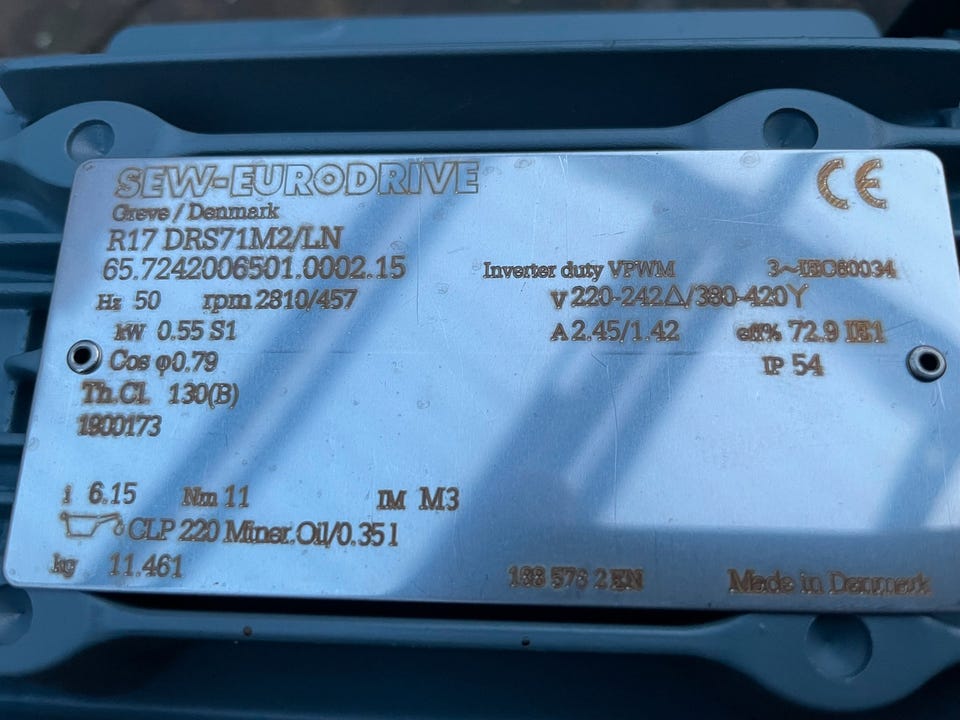 SEW-EURODRIVE CE
Greve / Denmark
R17 DRS71M2/LN
65.7242006501.0002.15 Inverter duty VPWM 3~IEC60034
Hz 50 rpm 2810/457 V 220-242Δ/380-420Y
kW 0.55 S1 A 2.45/1.42 eff% 72.9 IE1
Cos φ0.79 IP 54
Th.Cl. 130(B)
1900173
i 6.15 Nm 11 IM M3
CLP 220 Miner.Oil/0.35 l
kg 11.461 188 576 2 EN Made in Denmark